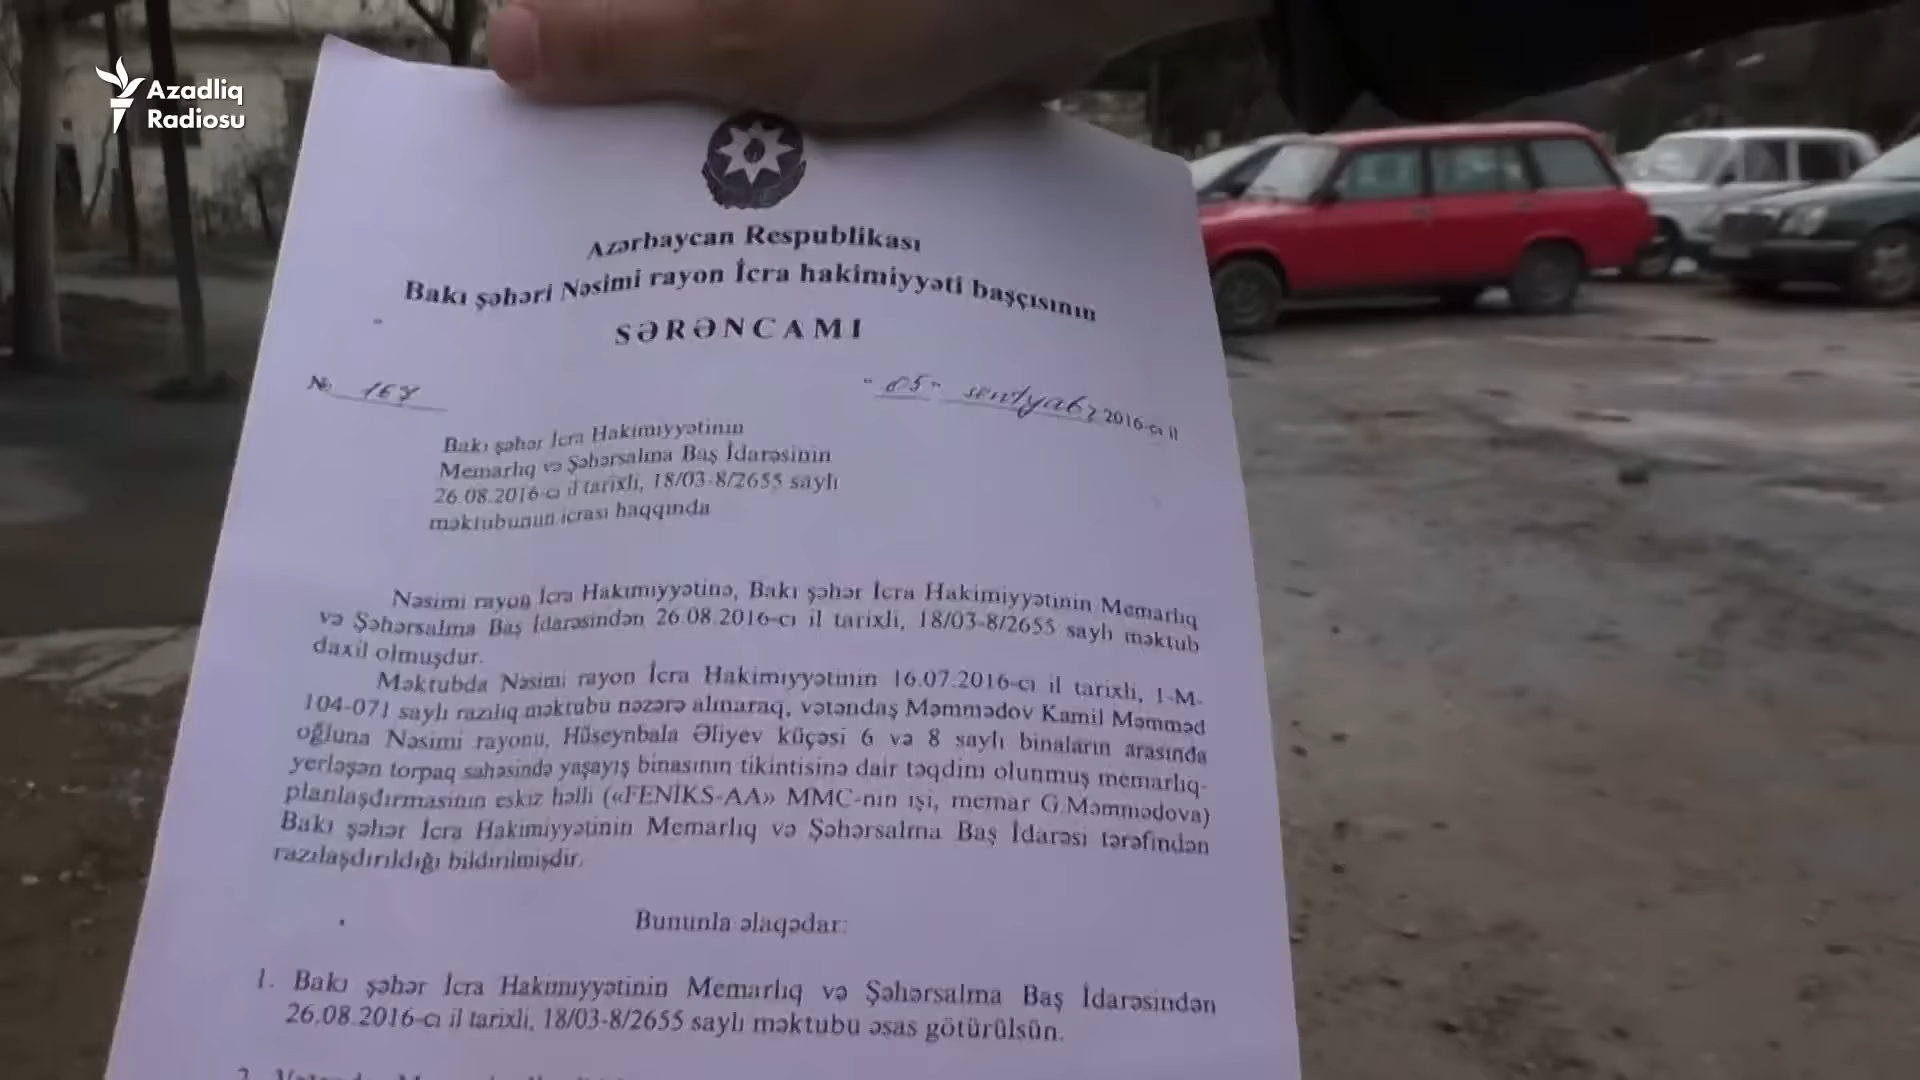 Azadliq
Radiosu
Azərbaycan Respublikası
Bakı şəhəri Nəsimi rayon İcra hakimiyyəti başçısının
SƏRƏNCAMI
№ 167
"05" sentyabr 2016-cı il
Bakı şəhər İcra Hakimiyyətinin
Memarlıq və Şəhərsalma Baş İdarəsinin
26.08.2016-cı il tarixli, 18/03-8/2655 saylı
məktubunun icrası haqqında
Nəsimi rayon İcra Hakimiyyətinə, Bakı şəhər İcra Hakimiyyətinin Memarlıq
və Şəhərsalma Baş İdarəsindən 26.08.2016-cı il tarixli, 18/03-8/2655 saylı məktub
daxil olmuşdur.
Məktubda Nəsimi rayon İcra Hakimiyyətinin 16.07.2016-cı il tarixli, 1-M-
104-071 saylı razılıq məktubu nəzərə alınaraq, vətəndaş Məmmədov Kamil Məmməd
oğluna Nəsimi rayonu, Hüseynbala Əliyev küçəsi 6 və 8 saylı binaların arasında
yerləşən torpaq sahəsində yaşayış binasının tikintisinə dair təqdim olunmuş memarlıq-
planlaşdırmasının eskiz həlli («FENİKS-AA» MMC-nin işi, memar G.Məmmədova)
Bakı şəhər İcra Hakimiyyətinin Memarlıq və Şəhərsalma Baş İdarəsi tərəfindən
razılaşdırıldığı bildirilmişdir.
Bununla əlaqədar:
1. Bakı şəhər İcra Hakimiyyətinin Memarlıq və Şəhərsalma Baş İdarəsindən
26.08.2016-cı il tarixli, 18/03-8/2655 saylı məktubu əsas götürülsün.